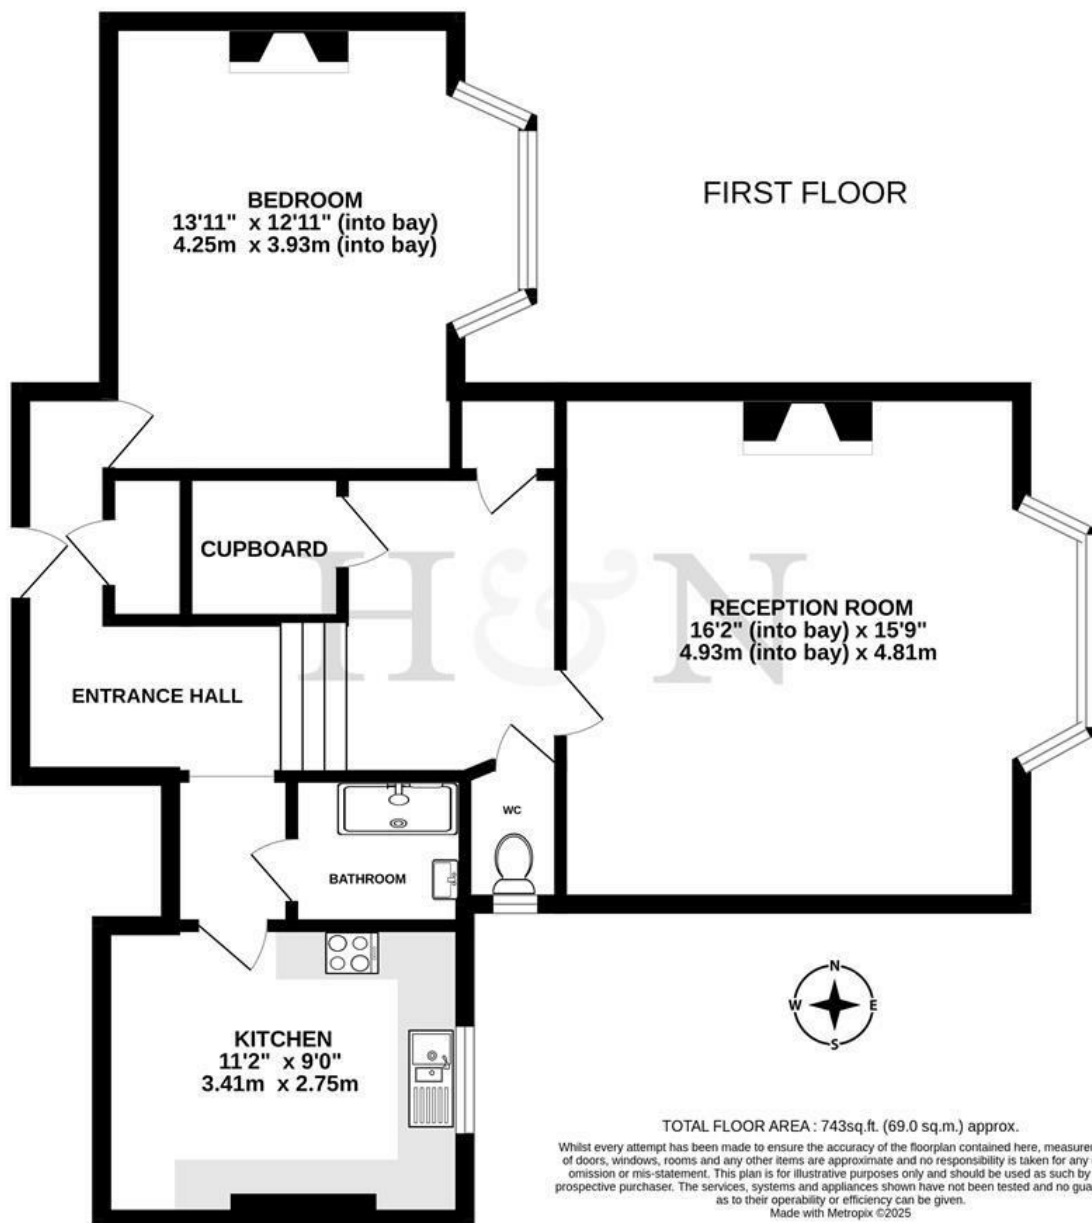 BEDROOM
13'11" x 12'11" (into bay)
4.25m x 3.93m (into bay)
FIRST FLOOR
CUPBOARD
H&N
RECEPTION ROOM
16'2" (into bay) x 15'9"
4.93m (into bay) x 4.81m
ENTRANCE HALL
WC
BATHROOM
KITCHEN
11'2" x 9'0"
3.41m x 2.75m
N
W E
S
TOTAL FLOOR AREA : 743sq.ft. (69.0 sq.m.) approx.
Whilst every attempt has been made to ensure the accuracy of the floorplan contained here, measure
of doors, windows, rooms and any other items are approximate and no responsibility is taken for any
omission or mis-statement. This plan is for illustrative purposes only and should be used as such by
prospective purchaser. The services, systems and appliances shown have not been tested and no gua
as to their operability or efficiency can be given.
Made with Metropix ©2025